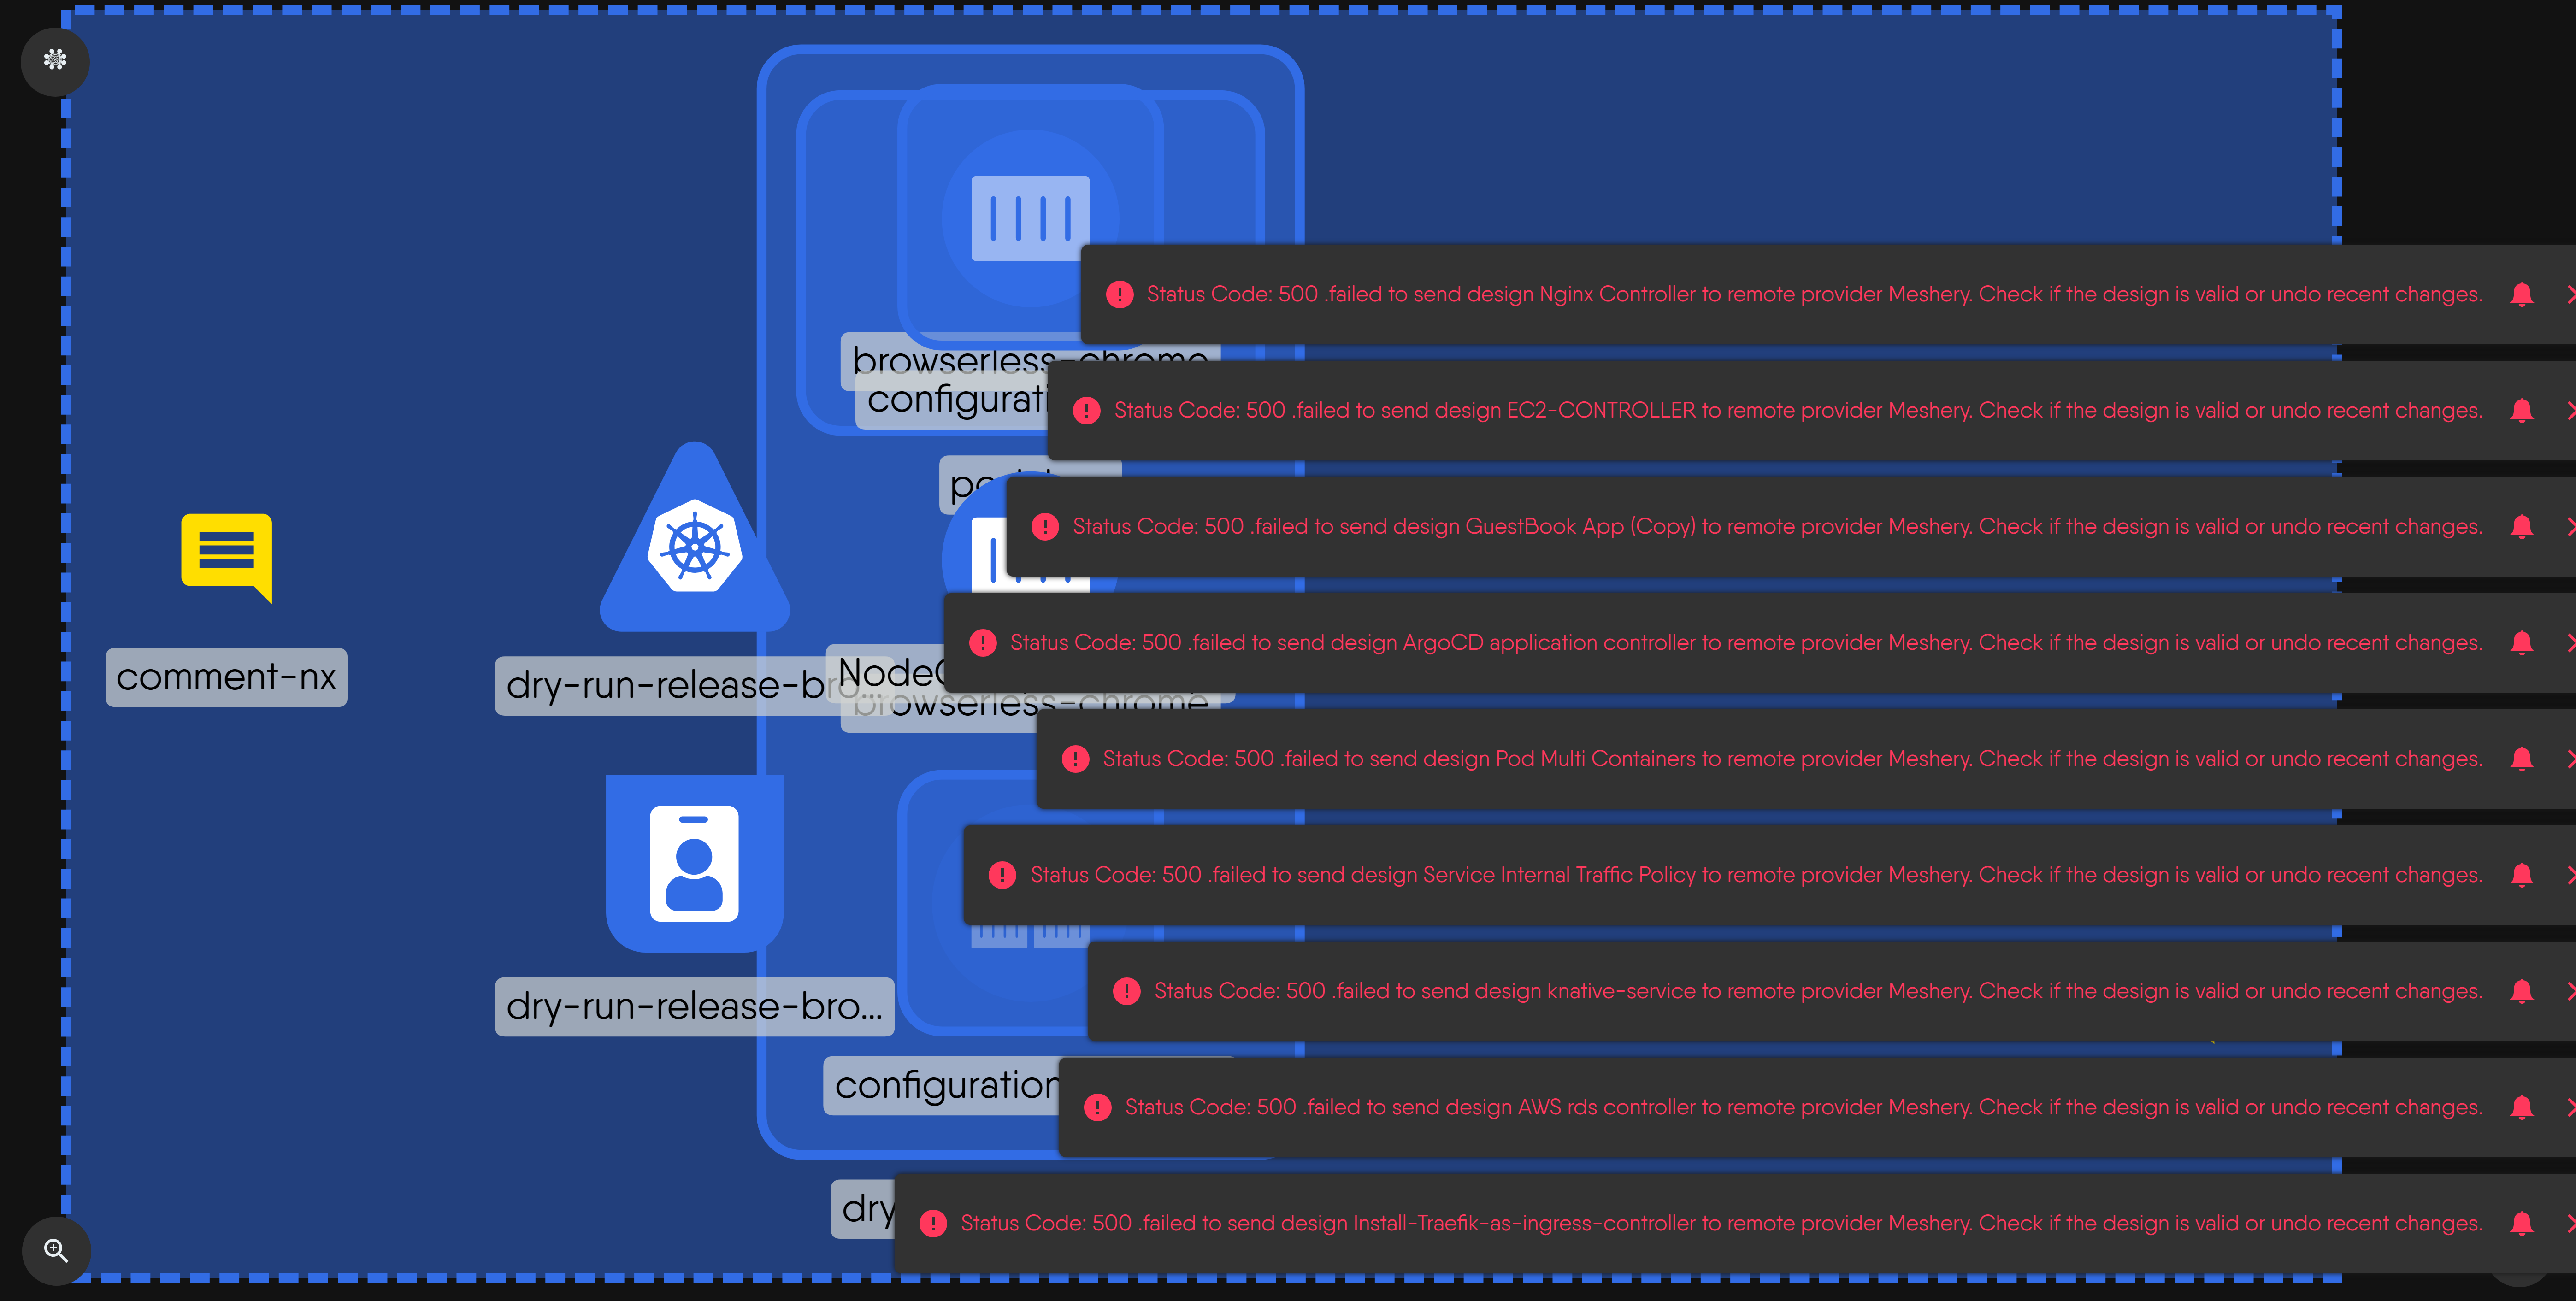 browserless-chrome
Status Code: 500 .failed to send design Nginx Controller to remote provider Meshery. Check if the design is valid or undo recent changes.
configurati
Status Code: 500 .failed to send design EC2-CONTROLLER to remote provider Meshery. Check if the design is valid or undo recent changes.
Status Code: 500 .failed to send design GuestBook App (Copy) to remote provider Meshery. Check if the design is valid or undo recent changes.
comment-nx
dry-run-release-bro...
Status Code: 500 .failed to send design ArgoCD application controller to remote provider Meshery. Check if the design is valid or undo recent changes.
browserless-chrome
Status Code: 500 .failed to send design Pod Multi Containers to remote provider Meshery. Check if the design is valid or undo recent changes.
Status Code: 500 .failed to send design Service Internal Traffic Policy to remote provider Meshery. Check if the design is valid or undo recent changes.
dry-run-release-bro...
Status Code: 500 .failed to send design knative-service to remote provider Meshery. Check if the design is valid or undo recent changes.
configuration
Status Code: 500 .failed to send design AWS rds controller to remote provider Meshery. Check if the design is valid or undo recent changes.
dry
Status Code: 500 .failed to send design Install-Traefik-as-ingress-controller to remote provider Meshery. Check if the design is valid or undo recent changes.